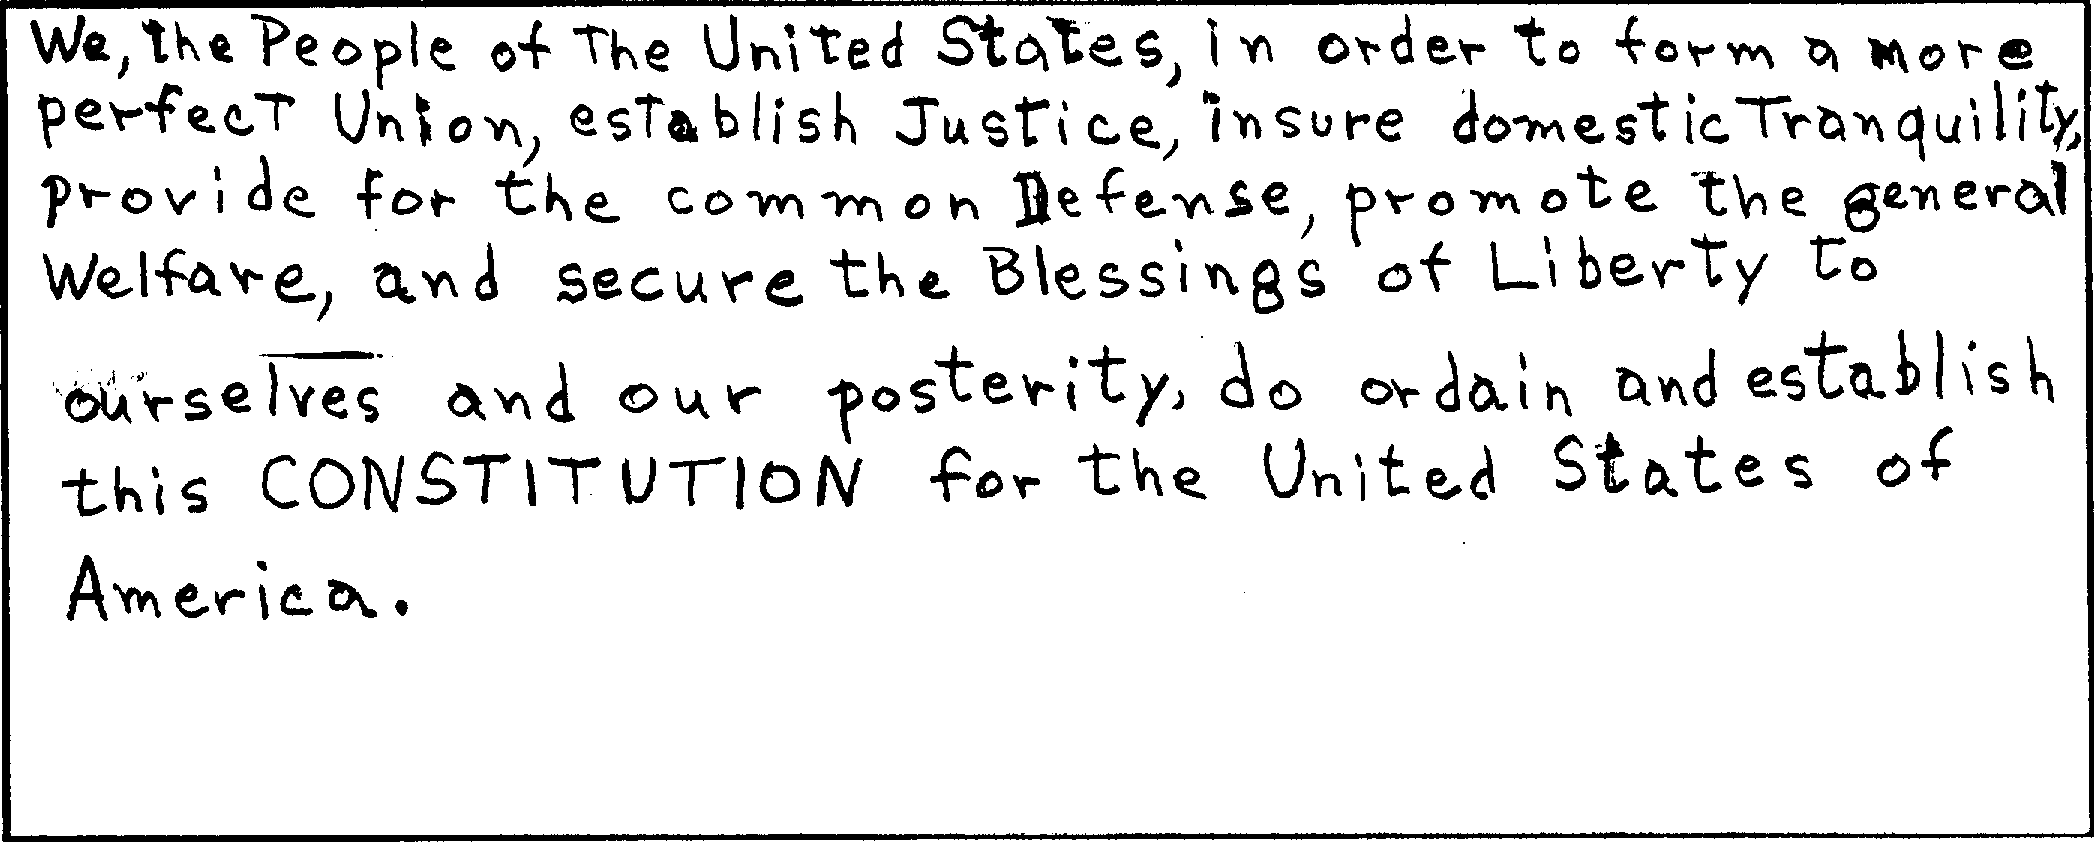 We, the People of The United States, in order to form a more
perfect Union, establish Justice, insure domestic Tranquility,
provide for the common Defense, promote the general
Welfare, and secure the Blessings of Liberty to
ourselves and our posterity, do ordain and establish
this CONSTITUTION for the United States of
America.